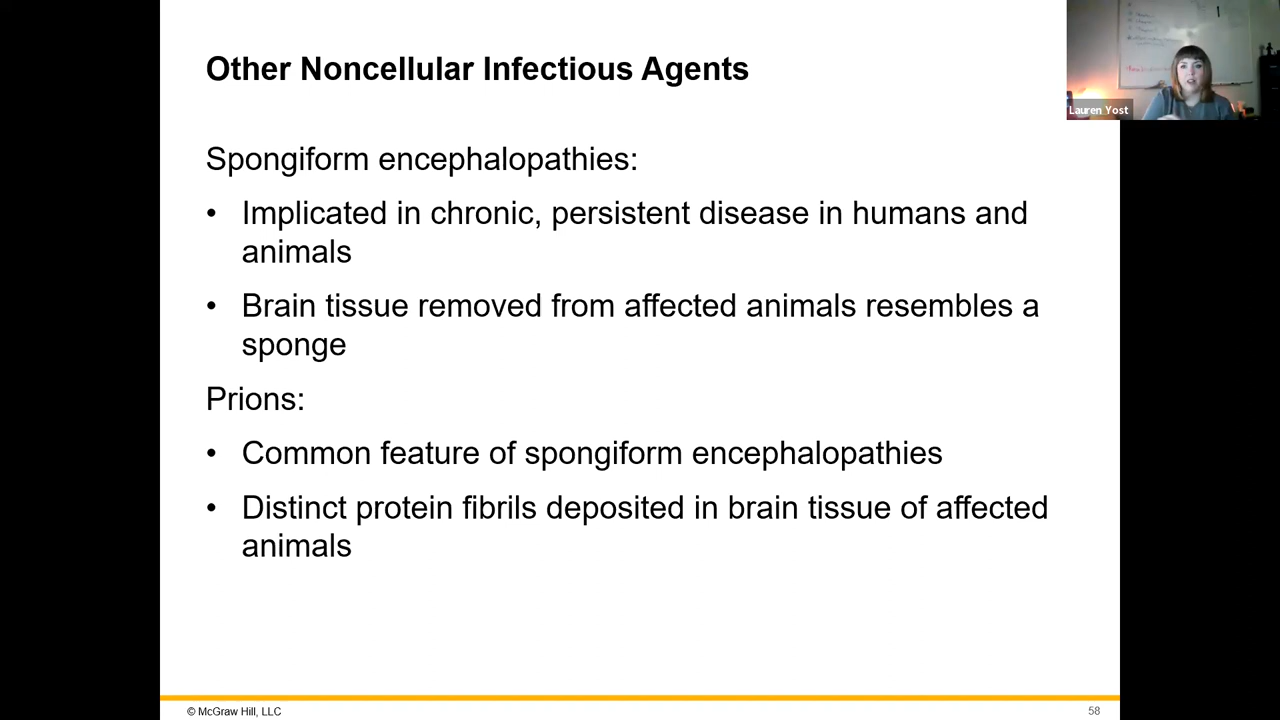 Other Noncellular Infectious Agents
Lauren Yost
Spongiform encephalopathies:
• Implicated in chronic, persistent disease in humans and
animals
• Brain tissue removed from affected animals resembles a
sponge
Prions:
• Common feature of spongiform encephalopathies
• Distinct protein fibrils deposited in brain tissue of affected
animals
© McGraw Hill, LLC
58